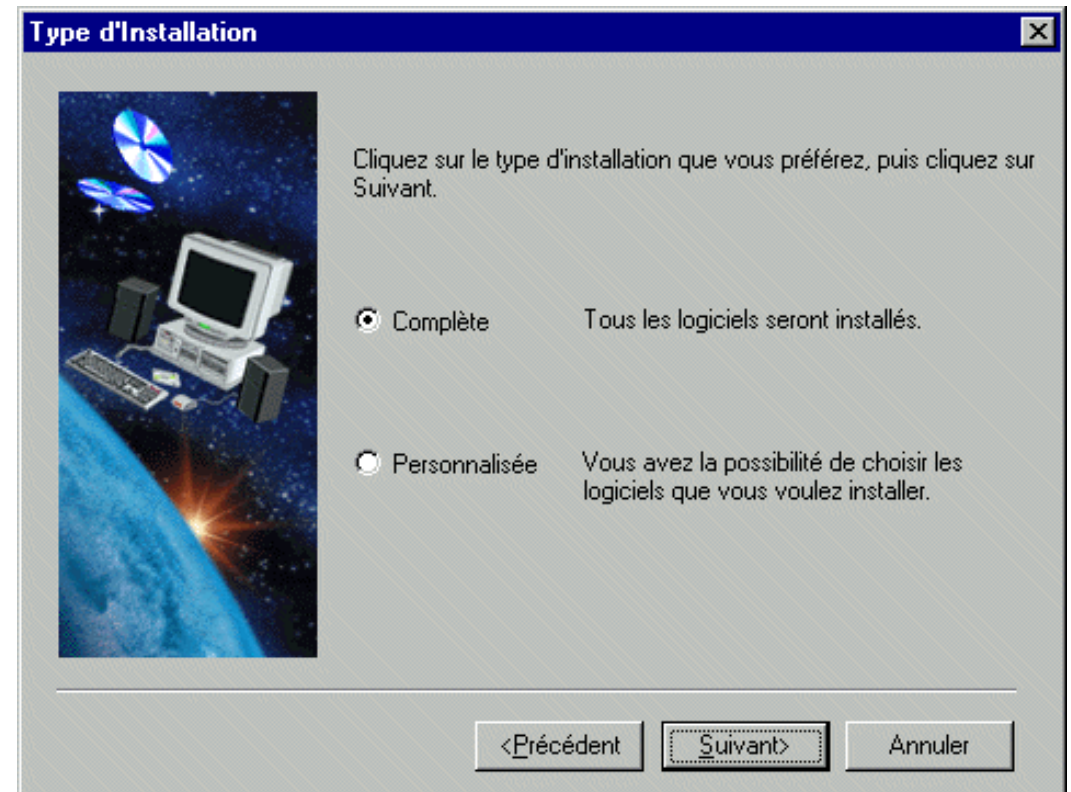 Type d'Installation
Cliquez sur le type d'installation que vous préférez, puis cliquez sur
Suivant.
Complète Tous les logiciels seront installés.
Personnalisée Vous avez la possibilité de choisir les
logiciels que vous voulez installer.
<Précédent Suivant> Annuler